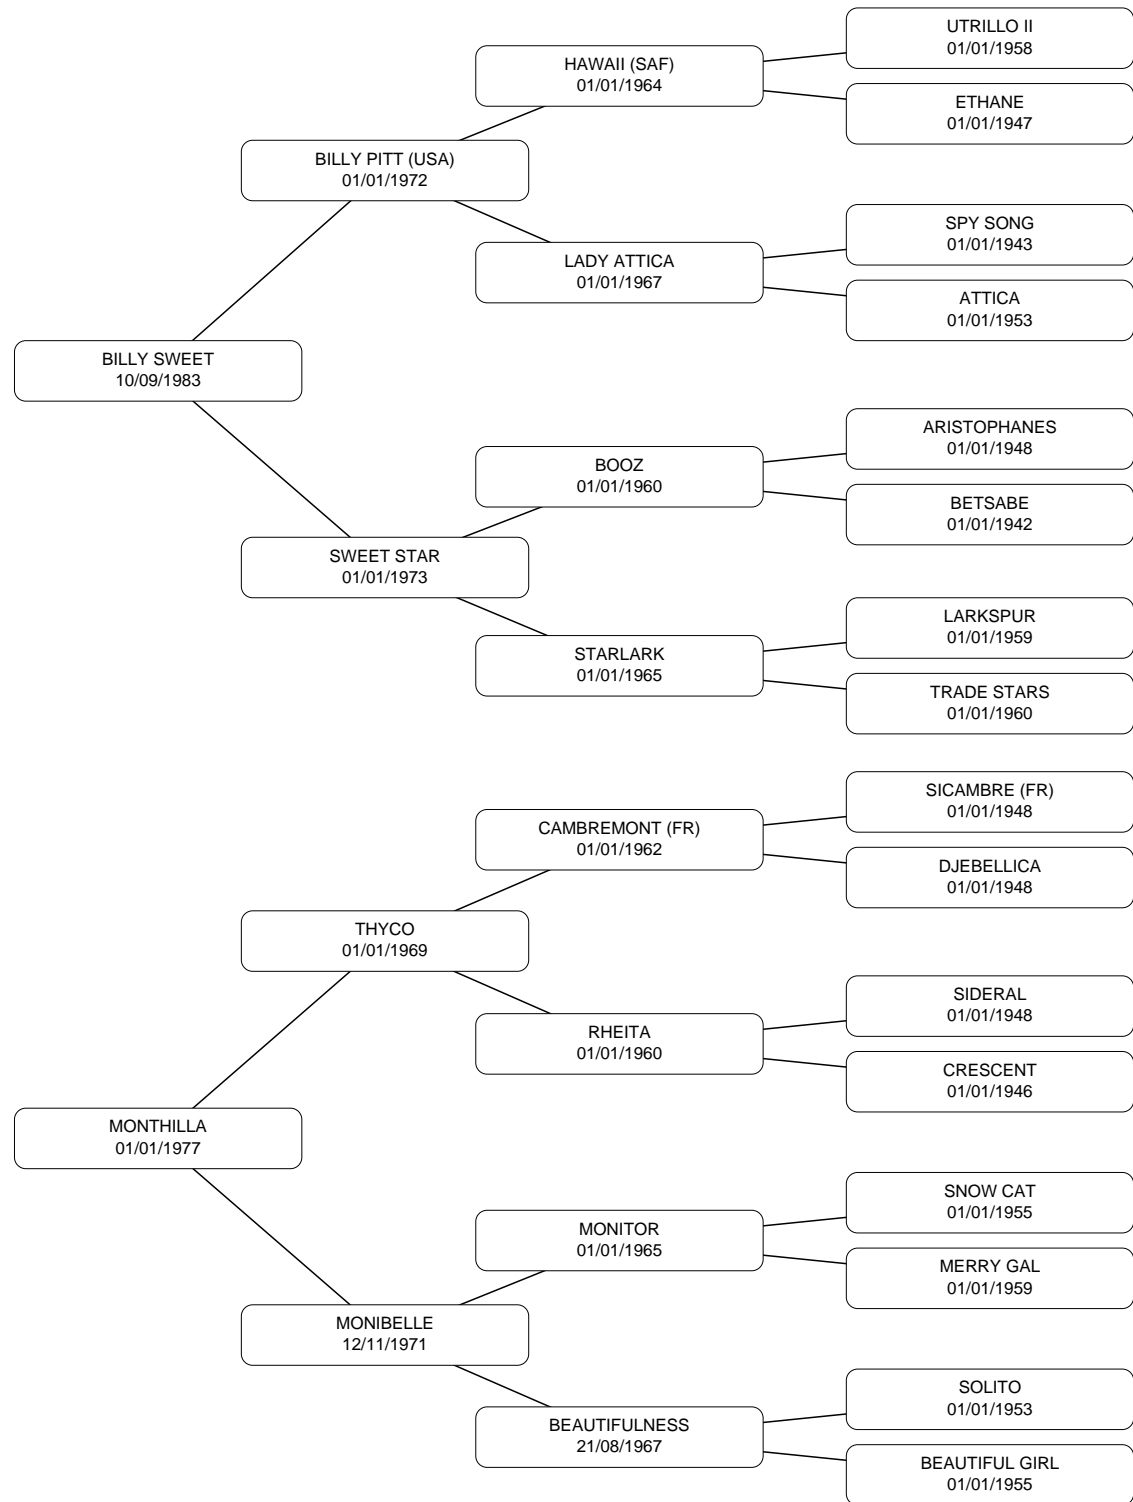 UTRILLO II
01/01/1958
HAWAII (SAF)
01/01/1964
ETHANE
01/01/1947
BILLY PITT (USA)
01/01/1972
SPY SONG
01/01/1943
LADY ATTICA
01/01/1967
ATTICA
01/01/1953
BILLY SWEET
10/09/1983
ARISTOPHANES
01/01/1948
BOOZ
01/01/1960
BETSABE
01/01/1942
SWEET STAR
01/01/1973
LARKSPUR
01/01/1959
STARLARK
01/01/1965
TRADE STARS
01/01/1960
SICAMBRE (FR)
01/01/1948
CAMBREMONT (FR)
01/01/1962
DJEBELLICA
01/01/1948
THYCO
01/01/1969
SIDERAL
01/01/1948
RHEITA
01/01/1960
CRESCENT
01/01/1946
MONTHILLA
01/01/1977
SNOW CAT
01/01/1955
MONITOR
01/01/1965
MERRY GAL
01/01/1959
MONIBELLE
12/11/1971
SOLITO
01/01/1953
BEAUTIFULNESS
21/08/1967
BEAUTIFUL GIRL
01/01/1955